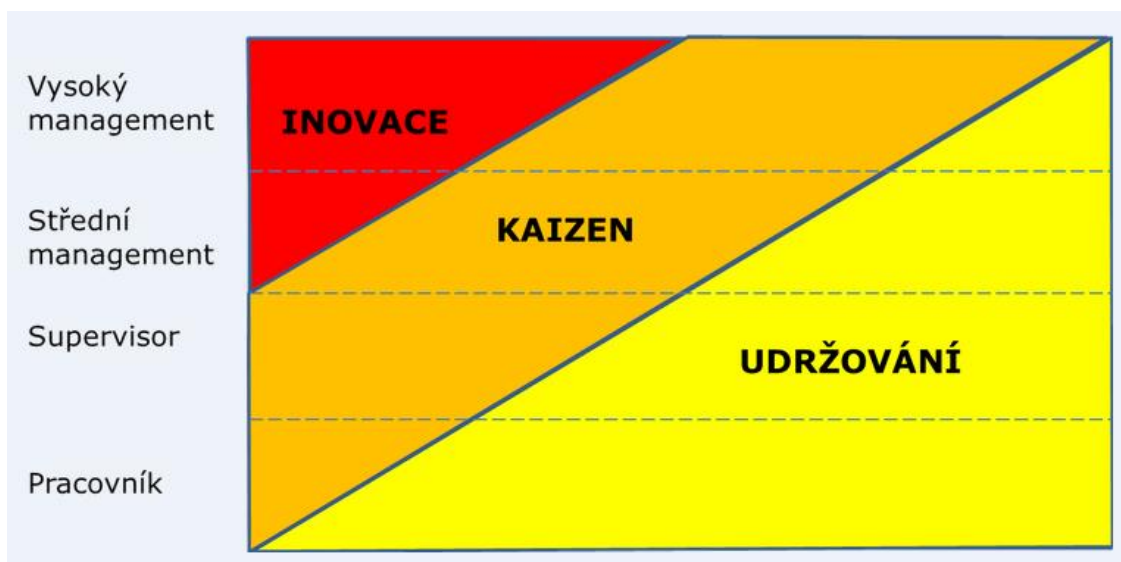 Vysoký
management
INOVACE
Střední
management
KAIZEN
Supervisor
UDRŽOVÁNÍ
Pracovník